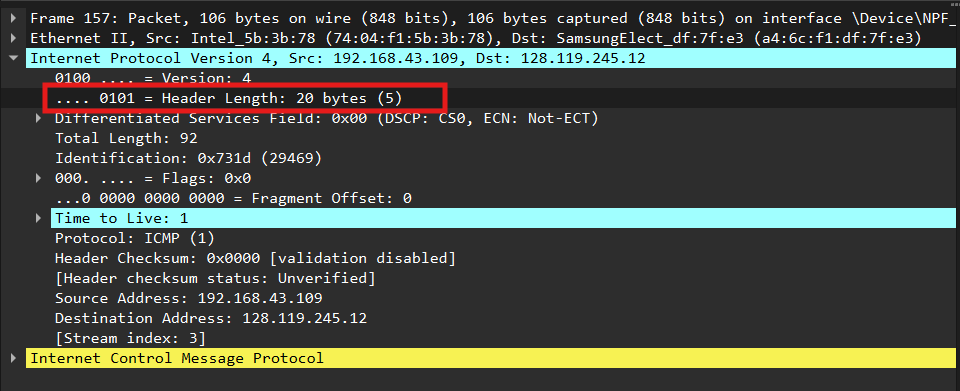 Frame 157: Packet, 106 bytes on wire (848 bits), 106 bytes captured (848 bits) on interface \Device\NPF_
Ethernet II, Src: Intel_5b:3b:78 (74:04:f1:5b:3b:78), Dst: SamsungElect_df:7f:e3 (a4:6c:f1:df:7f:e3)
Internet Protocol Version 4, Src: 192.168.43.109, Dst: 128.119.245.12
0100 .... = Version: 4
.... 0101 = Header Length: 20 bytes (5)
Differentiated Services Field: 0x00 (DSCP: CS0, ECN: Not-ECT)
Total Length: 92
Identification: 0x731d (29469)
000. .... = Flags: 0x0
...0 0000 0000 0000 = Fragment Offset: 0
Time to Live: 1
Protocol: ICMP (1)
Header Checksum: 0x0000 [validation disabled]
[Header checksum status: Unverified]
Source Address: 192.168.43.109
Destination Address: 128.119.245.12
[Stream index: 3]
Internet Control Message Protocol